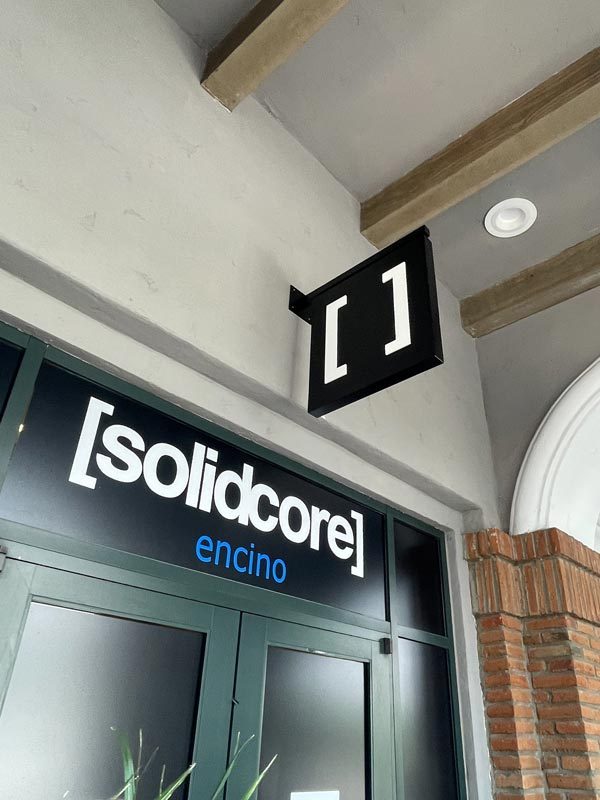 [ ]
[solidcore]
encino